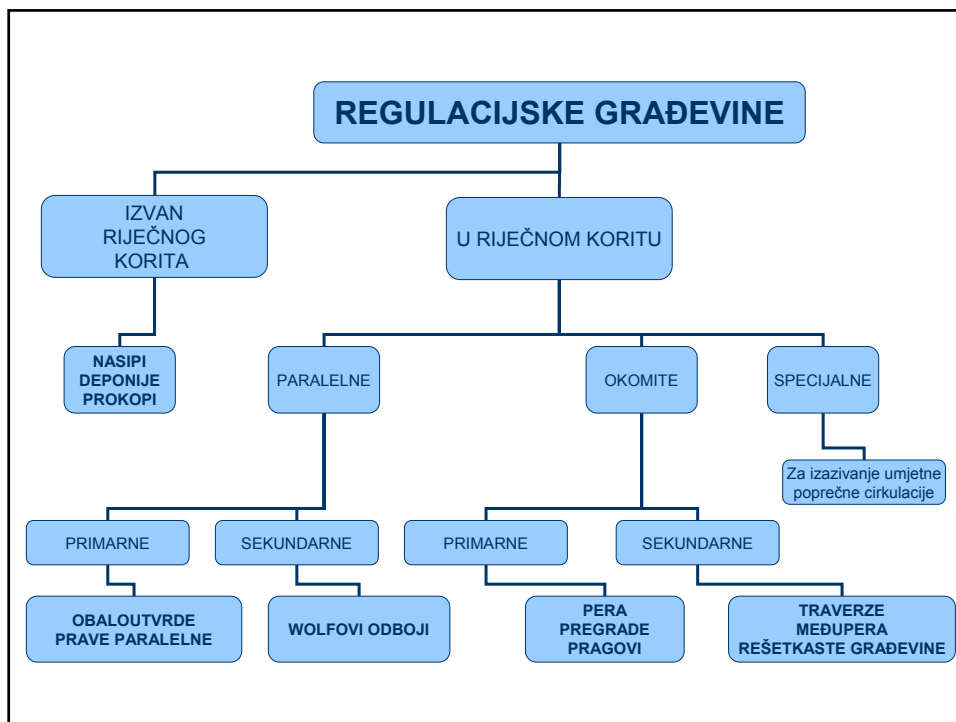 REGULACIJSKE GRAĐEVINE
IZVAN
RIJEČNOG
KORITA
U RIJEČNOM KORITU
NASIPI
DEPONIJE
PROKOPI
PARALELNE
OKOMITE
SPECIJALNE
Za izazivanje umjetne
poprečne cirkulacije
PRIMARNE
SEKUNDARNE
PRIMARNE
SEKUNDARNE
OBALOUTVRDE
PRAVE PARALELNE
WOLFOVI ODBOJI
PERA
PREGRADE
PRAGOVI
TRAVERZE
MEĐUPERA
REŠETKASTE GRAĐEVINE